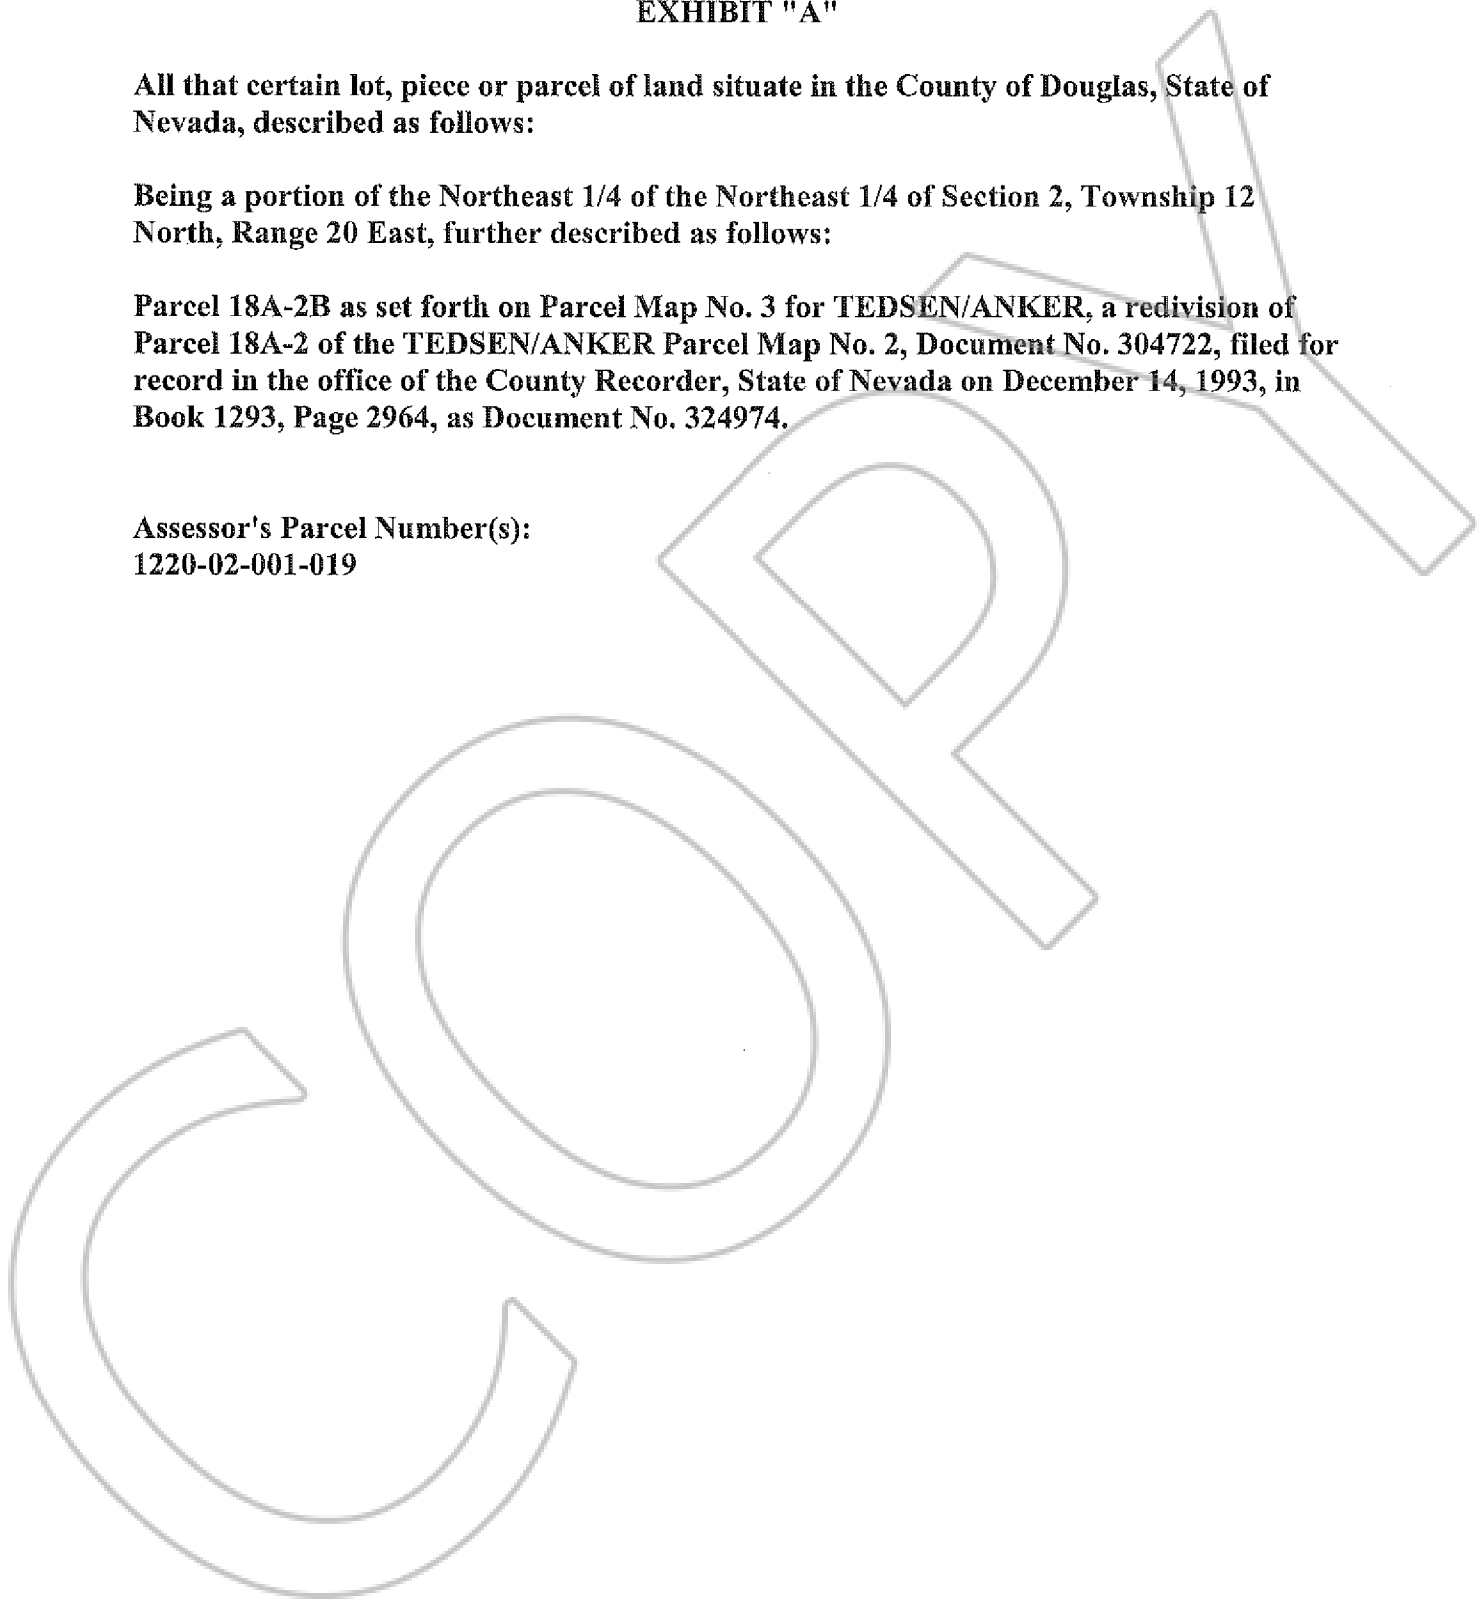 EXHIBIT "A"
All that certain lot, piece or parcel of land situate in the County of Douglas, State of
Nevada, described as follows:
Being a portion of the Northeast 1/4 of the Northeast 1/4 of Section 2, Township 12
North, Range 20 East, further described as follows:
Parcel 18A-2B as set forth on Parcel Map No. 3 for TEDSEN/ANKER, a redivision of
Parcel 18A-2 of the TEDSEN/ANKER Parcel Map No. 2, Document No. 304722, filed for
record in the office of the County Recorder, State of Nevada on December 14, 1993, in
Book 1293, Page 2964, as Document No. 324974.
Assessor's Parcel Number(s):
1220-02-001-019
COPY